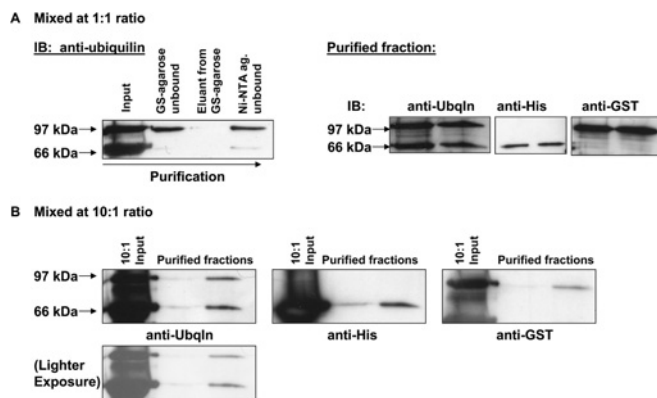 A Mixed at 1:1 ratio
IB: anti-ubiquilin
Input
GS-agarose
unbound
Eluant from
GS-agarose
Ni-NTA ag.
unbound
97 kDa
66 kDa
Purification
Purified fraction:
IB: anti-Ubqln anti-His anti-GST
97 kDa
66 kDa
B Mixed at 10:1 ratio
10:1
Input
Purified fractions
10:1
Input
Purified fractions
10:1
Input
Purified fractions
97 kDa
66 kDa
anti-Ubqln anti-His anti-GST
(Lighter
Exposure)